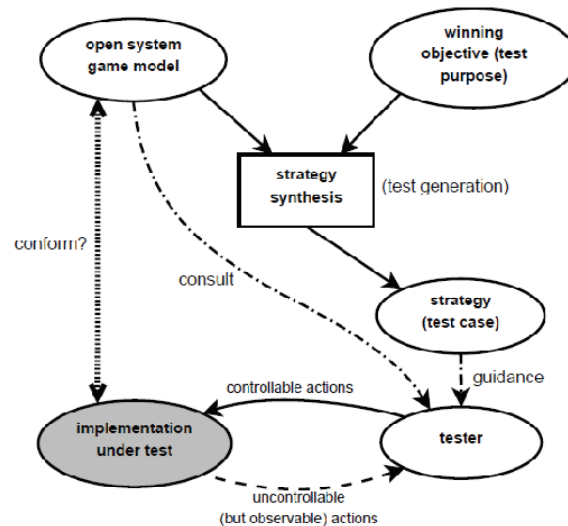 open system
game model
winning
objective (test
purpose)
strategy
synthesis
(test generation)
conform?
consult
strategy
(test case)
guidance
controllable actions
implementation
under test
tester
uncontrollable
(but observable) actions